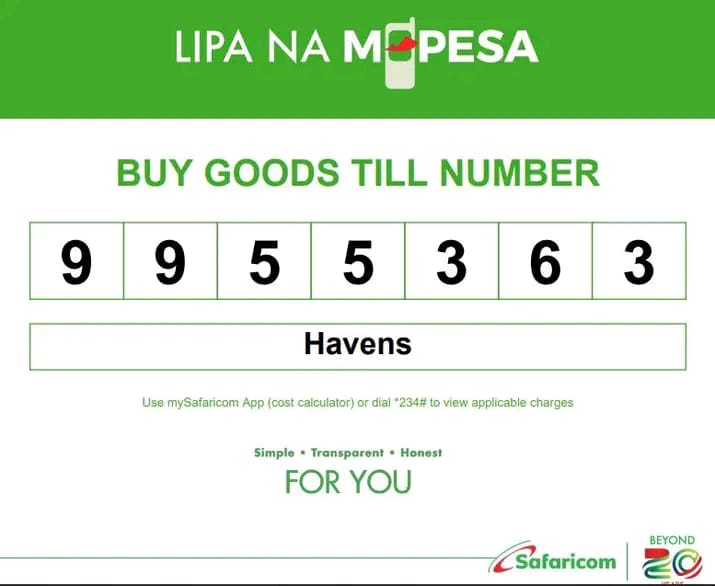 LIPA NA M-PESA
BUY GOODS TILL NUMBER
9 9 5 5 3 6 3
Havens
Use mySafaricom App (cost calculator) or dial *234# to view applicable charges
Simple • Transparent • Honest
FOR YOU
Safaricom
BEYOND
20
YEARS